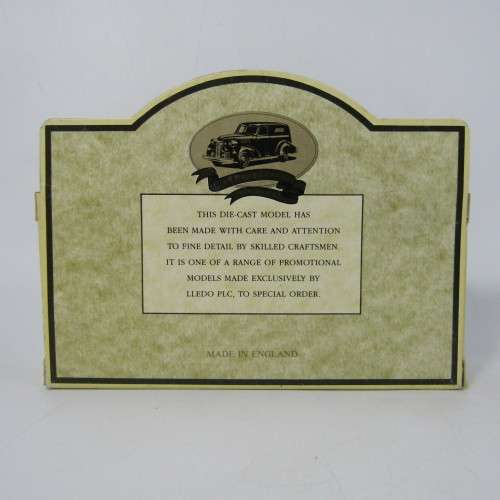 THIS DIE-CAST MODEL HAS
BEEN MADE WITH CARE AND ATTENTION
TO FINE DETAIL BY SKILLED CRAFTSMEN.
IT IS ONE OF A RANGE OF PROMOTIONAL
MODELS MADE EXCLUSIVELY BY
LLEDO PLC, TO SPECIAL ORDER.
MADE IN ENGLAND